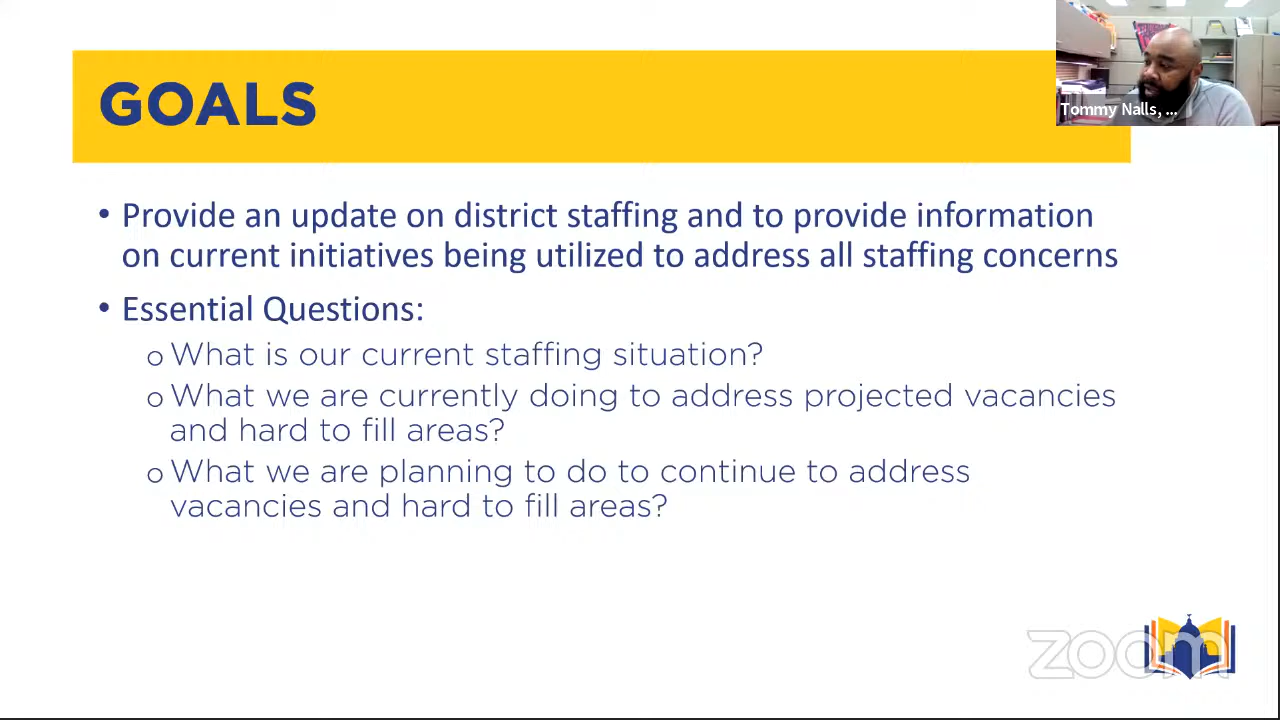 GOALS
Tommy Nalls, ...
• Provide an update on district staffing and to provide information
on current initiatives being utilized to address all staffing concerns
• Essential Questions:
o What is our current staffing situation?
o What we are currently doing to address projected vacancies
and hard to fill areas?
o What we are planning to do to continue to address
vacancies and hard to fill areas?
zoom